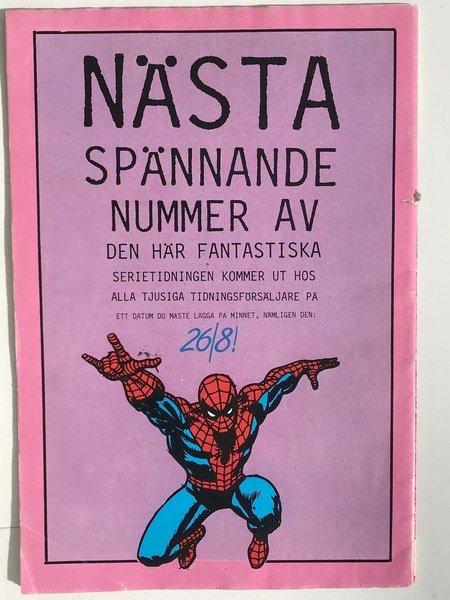 NÄSTA
SPÄNNANDE
NUMMER AV
DEN HÄR FANTASTISKA
SERIETIDNINGEN KOMMER UT HOS
ALLA TJUSIGA TIDNINGSFÖRSÄLJARE PÅ
ETT DATUM DU MÅSTE LÄGGA PÅ MINNET, NÄMLIGEN DEN:
26/8!